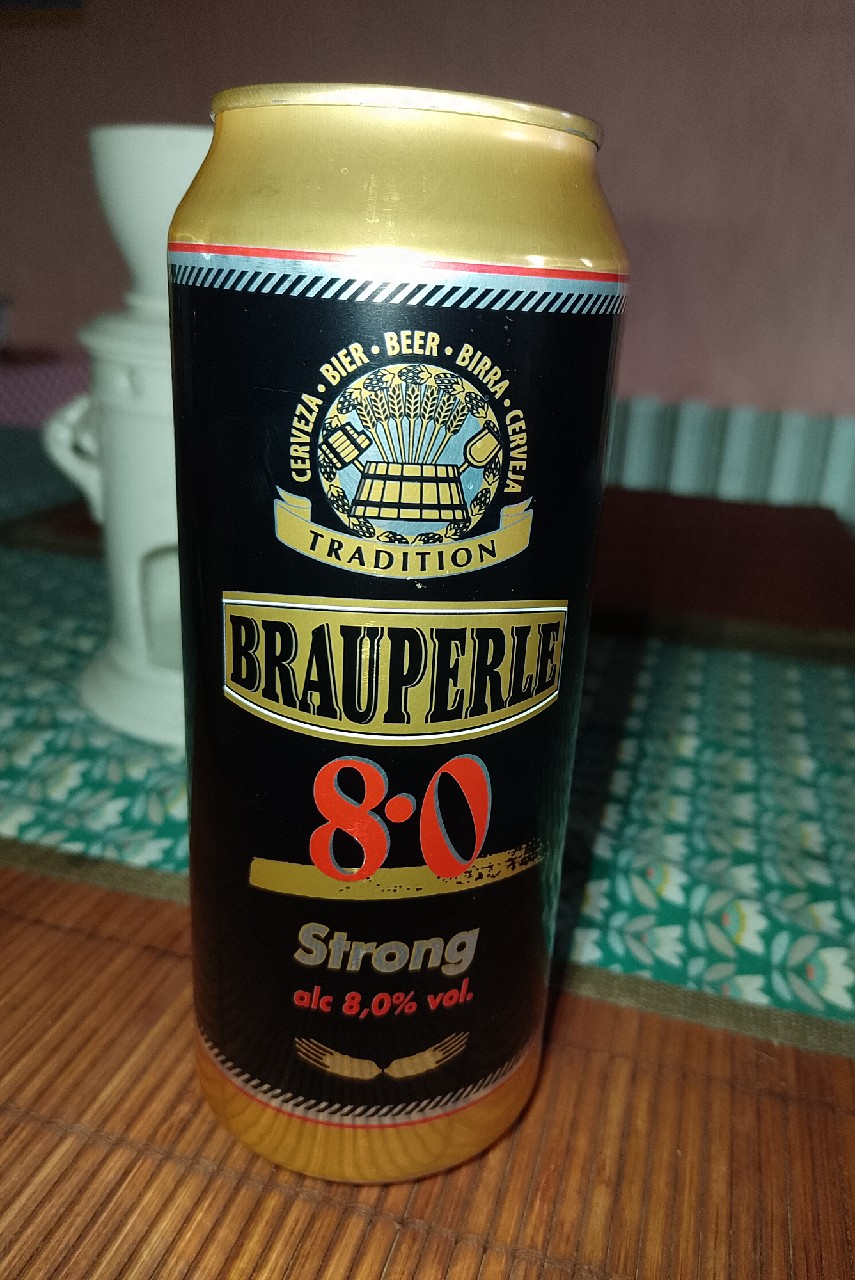 CERVEZA • BIER • BEER • BIRRA • CERVEJA
TRADITION
BRAUPERLE
8•0
Strong
alc 8,0% vol.